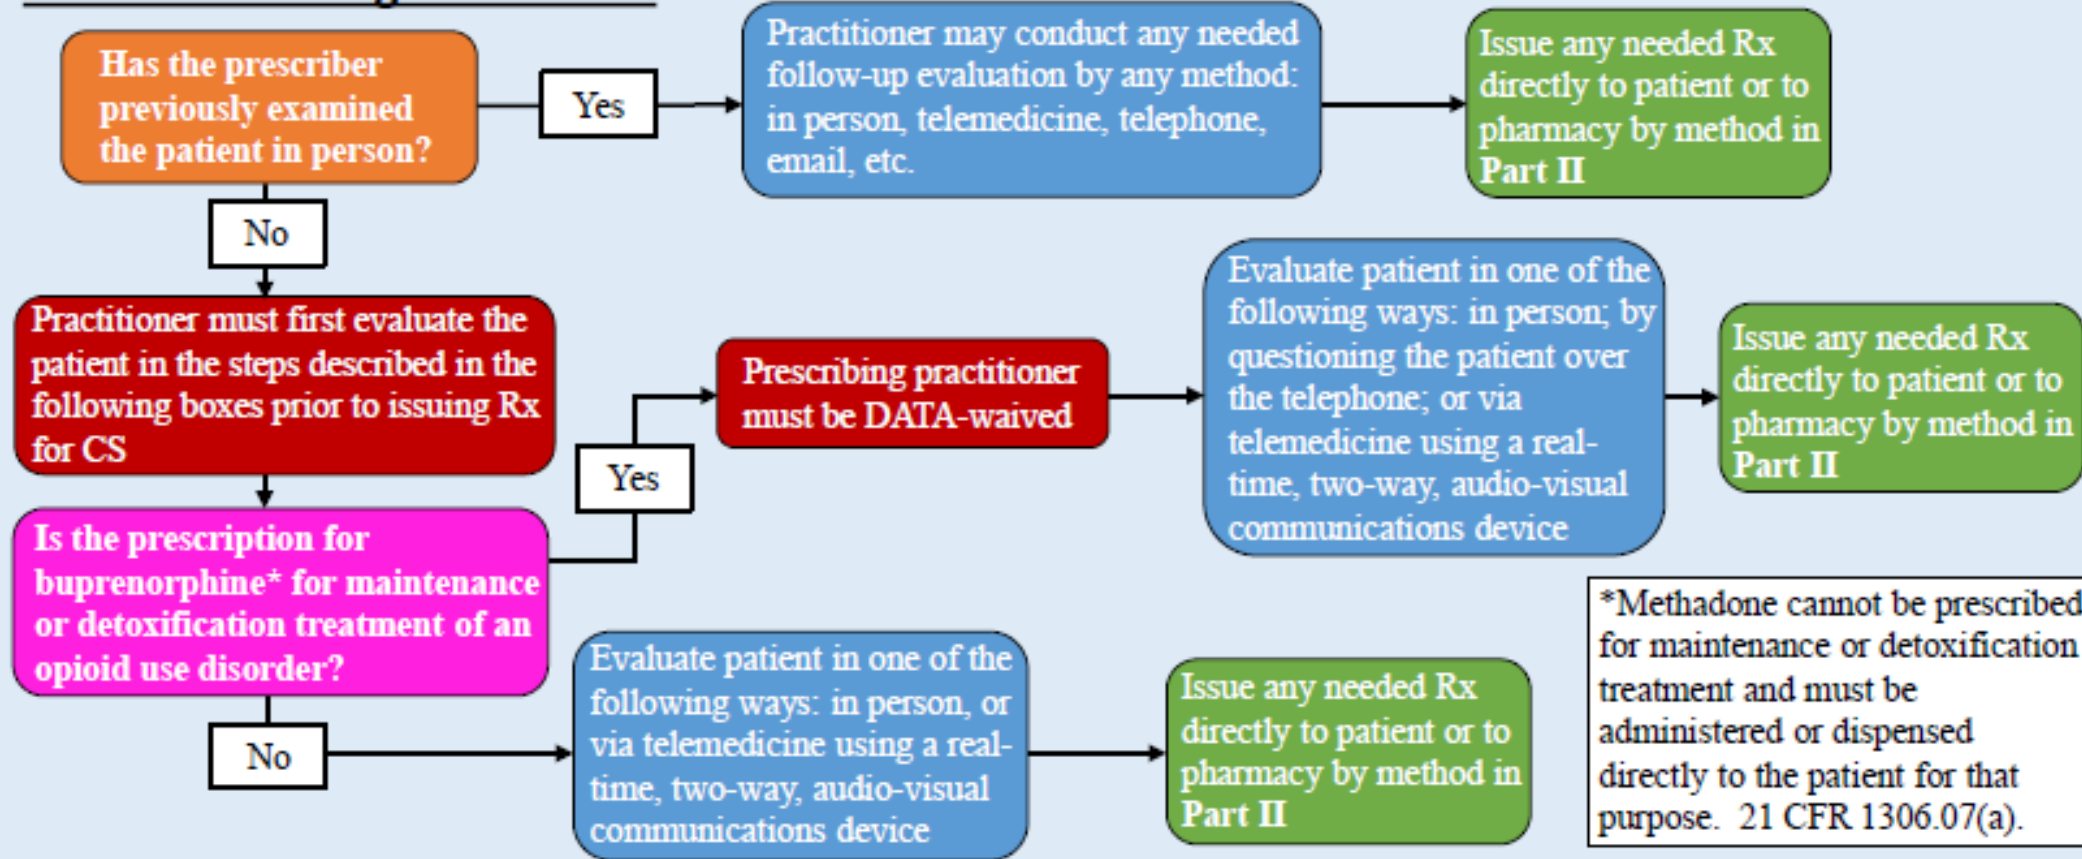 Has the prescriber
previously examined
the patient in person?
Yes
Practitioner may conduct any needed
follow-up evaluation by any method:
in person, telemedicine, telephone,
email, etc.
Issue any needed Rx
directly to patient or to
pharmacy by method in
Part II
No
Practitioner must first evaluate the
patient in the steps described in the
following boxes prior to issuing Rx
for CS
Is the prescription for
buprenorphine* for maintenance
or detoxification treatment of an
opioid use disorder?
Yes
Prescribing practitioner
must be DATA-waived
Evaluate patient in one of the
following ways: in person; by
questioning the patient over
the telephone; or via
telemedicine using a real-
time, two-way, audio-visual
communications device
Issue any needed Rx
directly to patient or to
pharmacy by method in
Part II
No
Evaluate patient in one of the
following ways: in person, or
via telemedicine using a real-
time, two-way, audio-visual
communications device
Issue any needed Rx
directly to patient or to
pharmacy by method in
Part II
*Methadone cannot be prescribed
for maintenance or detoxification
treatment and must be
administered or dispensed
directly to the patient for that
purpose. 21 CFR 1306.07(a).